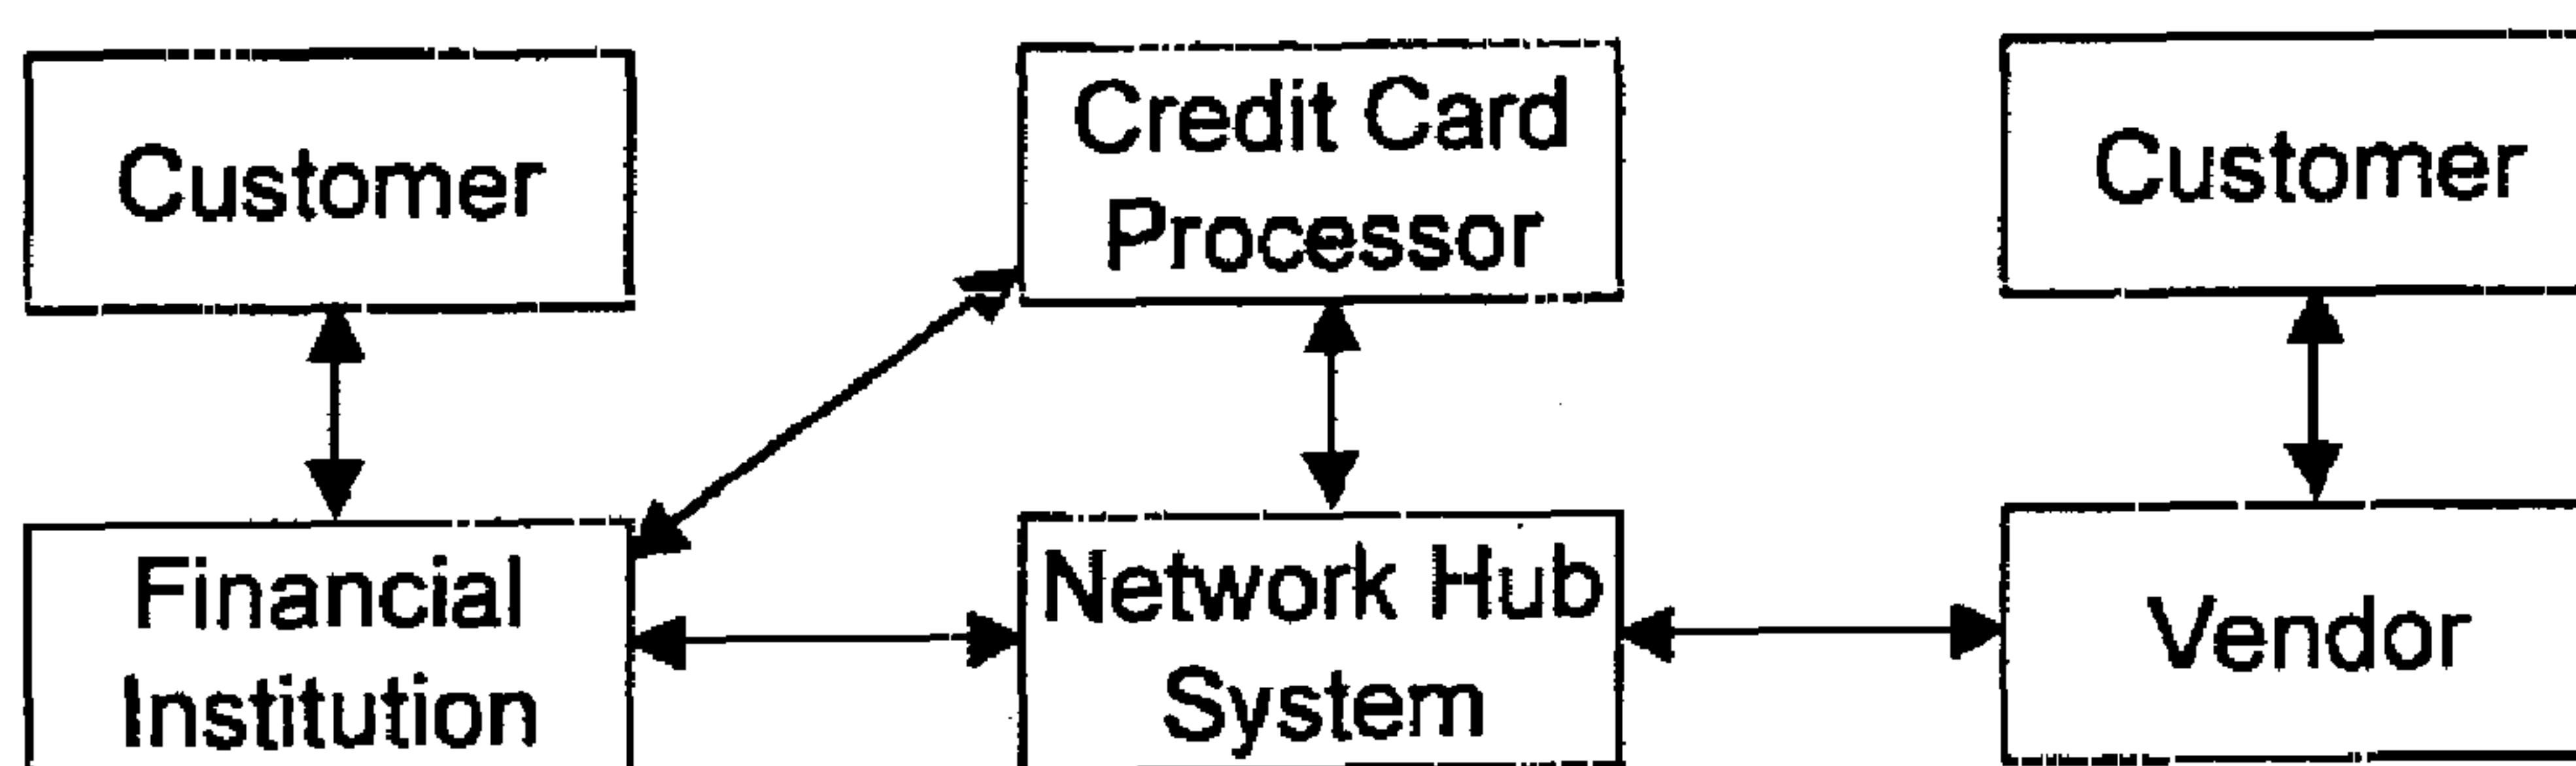 Customer
Credit Card
Processor
Customer
Financial
Institution
Network Hub
System
Vendor